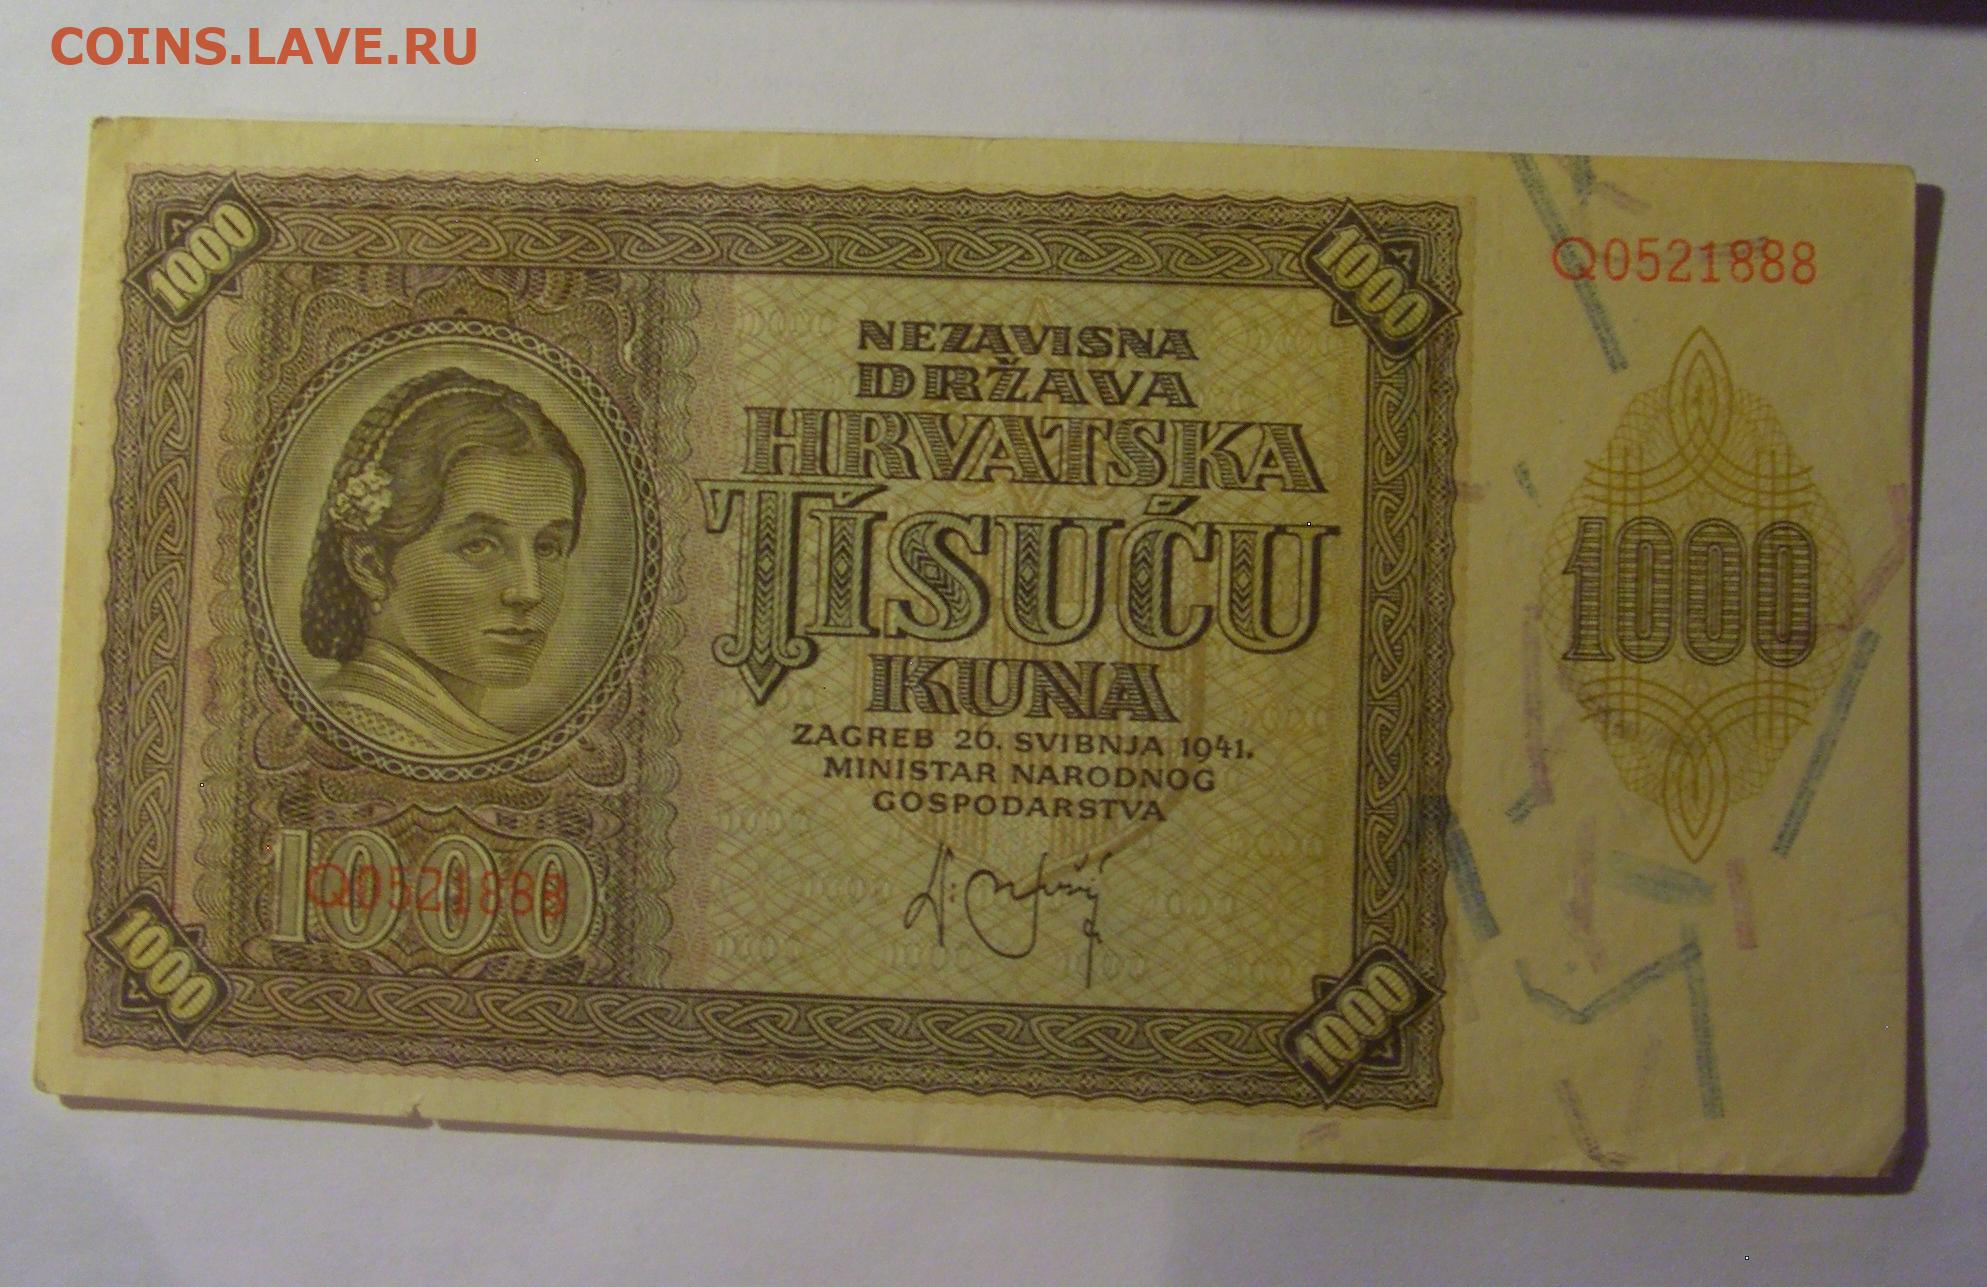 COINS.LAVE.RU
1000
1000
Q0521888
NEZAVISNA
DRŽAVA
HRVATSKA
TISUĆU
KUNA
1000
ZAGREB 26. SVIBNJA 1941.
MINISTAR NARODNOG
GOSPODARSTVA
1000
Q0521888
1000
1000